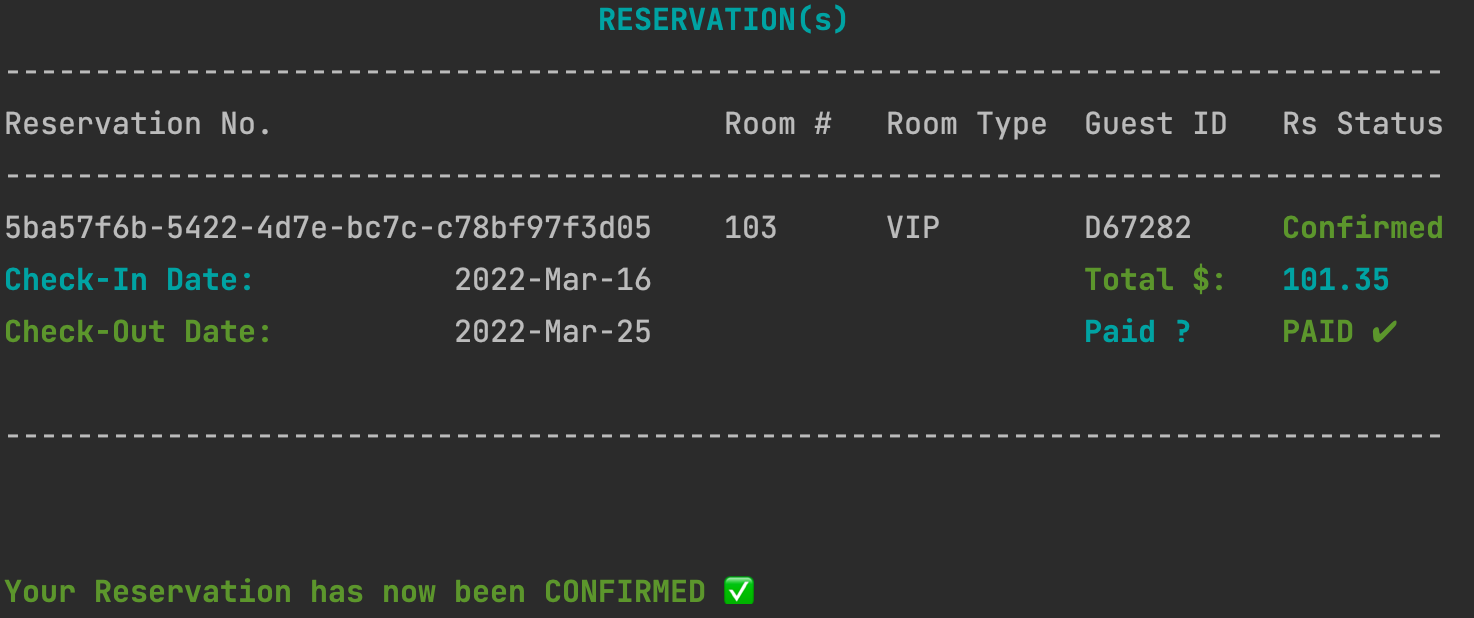 RESERVATION(s)
--------------------------------------------------------------------------------
Reservation No. Room # Room Type Guest ID Rs Status
--------------------------------------------------------------------------------
5ba57f6b-5422-4d7e-bc7c-c78bf97f3d05 103 VIP D67282 Confirmed
Check-In Date: 2022-Mar-16 Total $: 101.35
Check-Out Date: 2022-Mar-25 Paid ? PAID ✔
--------------------------------------------------------------------------------
Your Reservation has now been CONFIRMED ✅